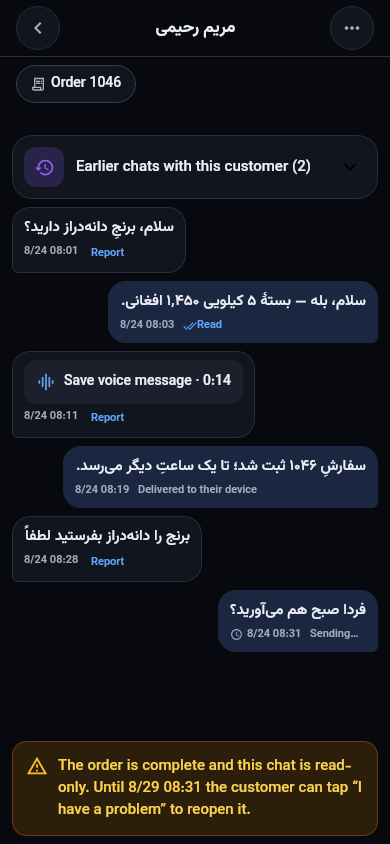 مریم رحیمی
Order 1046
Earlier chats with this customer (2)
سلام، برنجِ دانه‌دراز دارید؟
8/24 08:01 Report
سلام، بله — بستهٔ ۵ کیلویی ۱,۴۵۰ افغانی.
8/24 08:03 Read
Save voice message · 0:14
8/24 08:11 Report
سفارشِ ۱۰۴۶ ثبت شد؛ تا یک ساعتِ دیگر می‌رسد.
8/24 08:19 Delivered to their device
برنج را دانه‌دراز بفرستید لطفاً
8/24 08:28 Report
فردا صبح هم می‌آورید؟
8/24 08:31 Sending…
The order is complete and this chat is read-
only. Until 8/29 08:31 the customer can tap “I
have a problem” to reopen it.